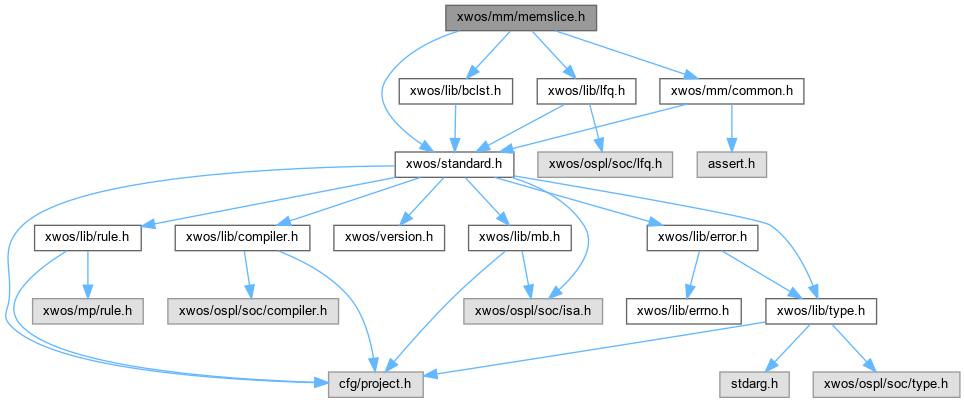 xwos/mm/memslice.h
xwos/lib/bclst.h
xwos/lib/lfq.h
xwos/mm/common.h
xwos/standard.h
xwos/ospl/soc/lfq.h
assert.h
xwos/lib/rule.h
xwos/lib/compiler.h
xwos/version.h
xwos/lib/mb.h
xwos/lib/error.h
xwos/mp/rule.h
xwos/ospl/soc/compiler.h
xwos/ospl/soc/isa.h
xwos/lib/errno.h
xwos/lib/type.h
cfg/project.h
stdarg.h
xwos/ospl/soc/type.h